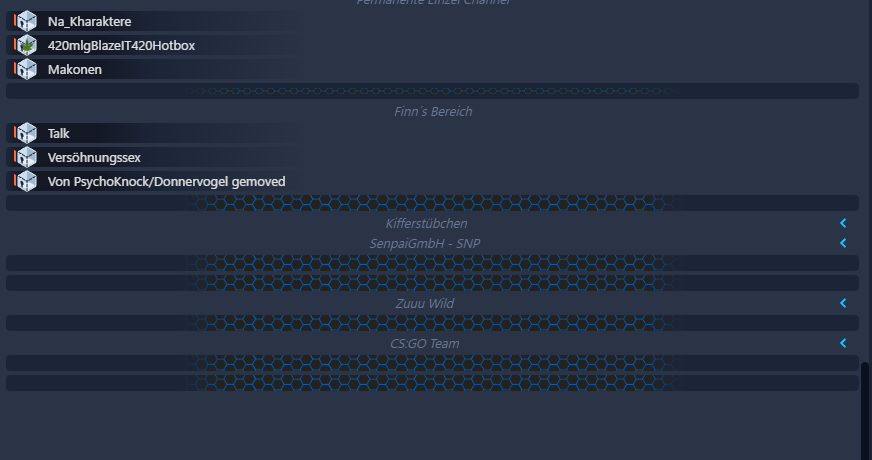 Permanente Einzel Channel
Na_Kharaktere
420mlgBlazeIT420Hotbox
Makonen
Finn´s Bereich
Talk
Versöhnungssex
Von PsychoKnock/Donnervogel gemoved
Kifferstübchen
SenpaiGmbH - SNP
Zuuu Wild
CS:GO Team